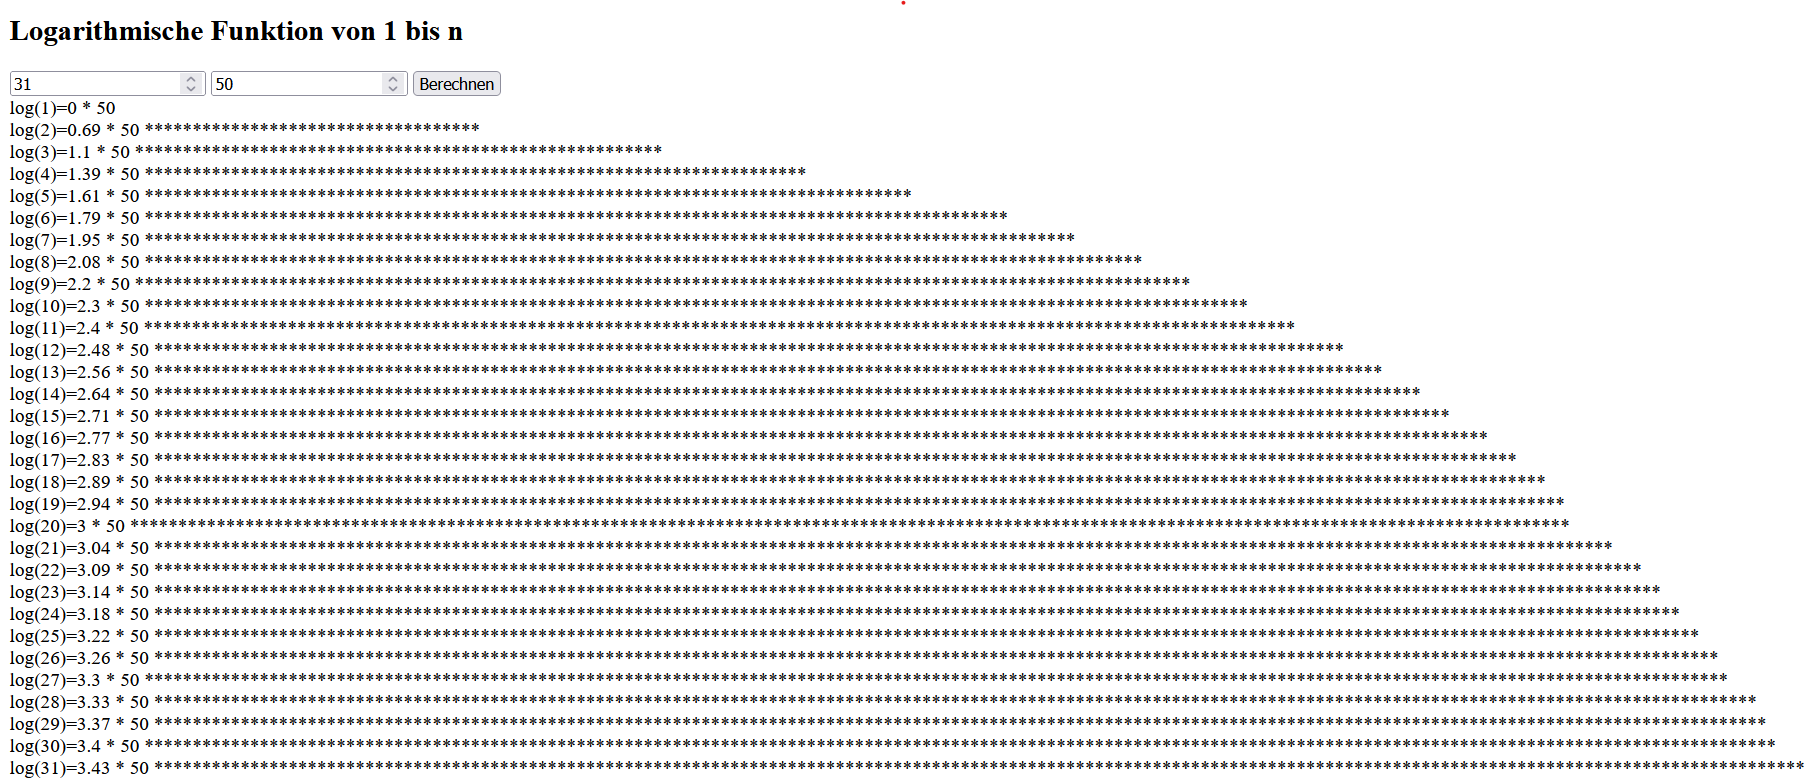 Logarithmische Funktion von 1 bis n
31 50 Berechnen
log(1)=0 * 50
log(2)=0.69 * 50
log(3)=1.1 * 50
log(4)=1.39 * 50
log(5)=1.61 * 50
log(6)=1.79 * 50
log(7)=1.95 * 50
log(8)=2.08 * 50
log(9)=2.2 * 50
log(10)=2.3 * 50
log(11)=2.4 * 50
log(12)=2.48 * 50
log(13)=2.56 * 50
log(14)=2.64 * 50
log(15)=2.71 * 50
log(16)=2.77 * 50
log(17)=2.83 * 50
log(18)=2.89 * 50
log(19)=2.94 * 50
log(20)=3 * 50
log(21)=3.04 * 50
log(22)=3.09 * 50
log(23)=3.14 * 50
log(24)=3.18 * 50
log(25)=3.22 * 50
log(26)=3.26 * 50
log(27)=3.3 * 50
log(28)=3.33 * 50
log(29)=3.37 * 50
log(30)=3.4 * 50
log(31)=3.43 * 50